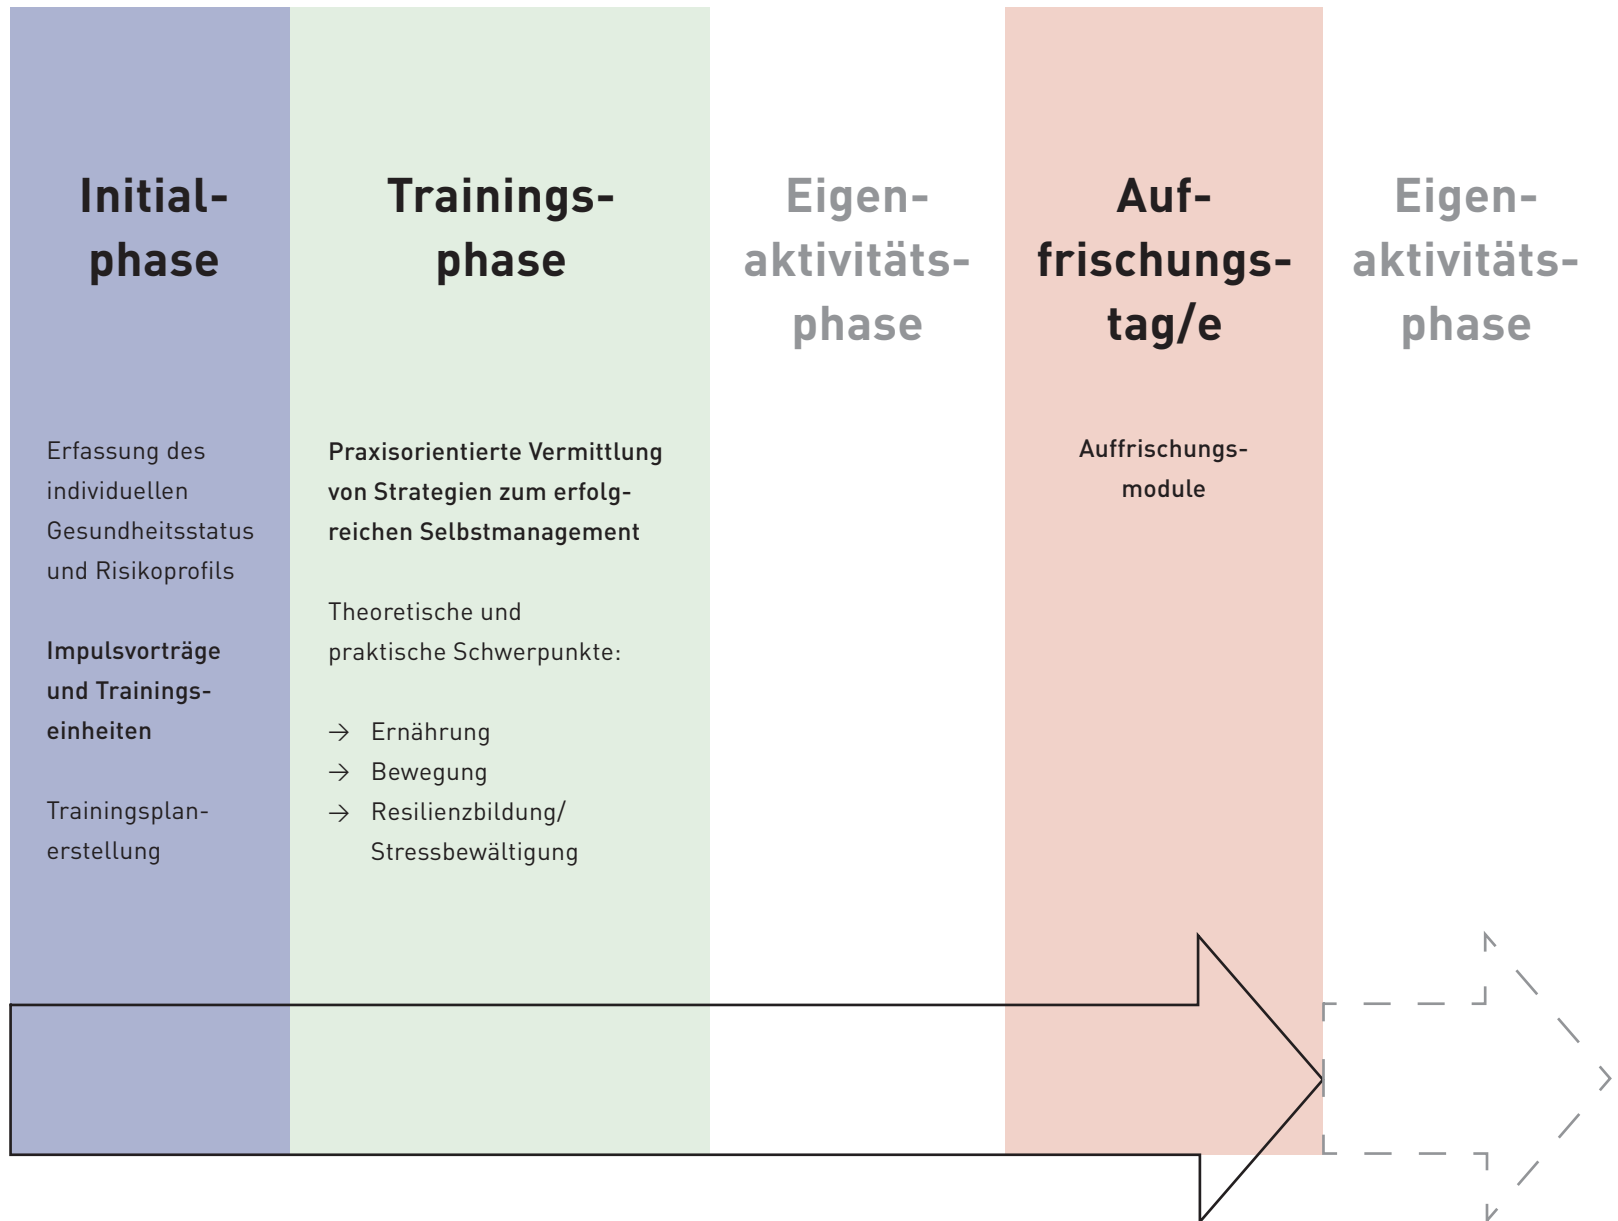 Initial-
phase
Erfassung des
individuellen
Gesundheitsstatus
und Risikoprofils
Impulsvorträge
und Trainings-
einheiten
Trainingsplan-
erstellung
Trainings-
phase
Praxisorientierte Vermittlung
von Strategien zum erfolg-
reichen Selbstmanagement
Theoretische und
praktische Schwerpunkte:
→ Ernährung
→ Bewegung
→ Resilienzbildung/
Stressbewältigung
Eigen-
aktivitäts-
phase
Auf-
frischungs-
tag/e
Auffrischungs-
module
Eigen-
aktivitäts-
phase